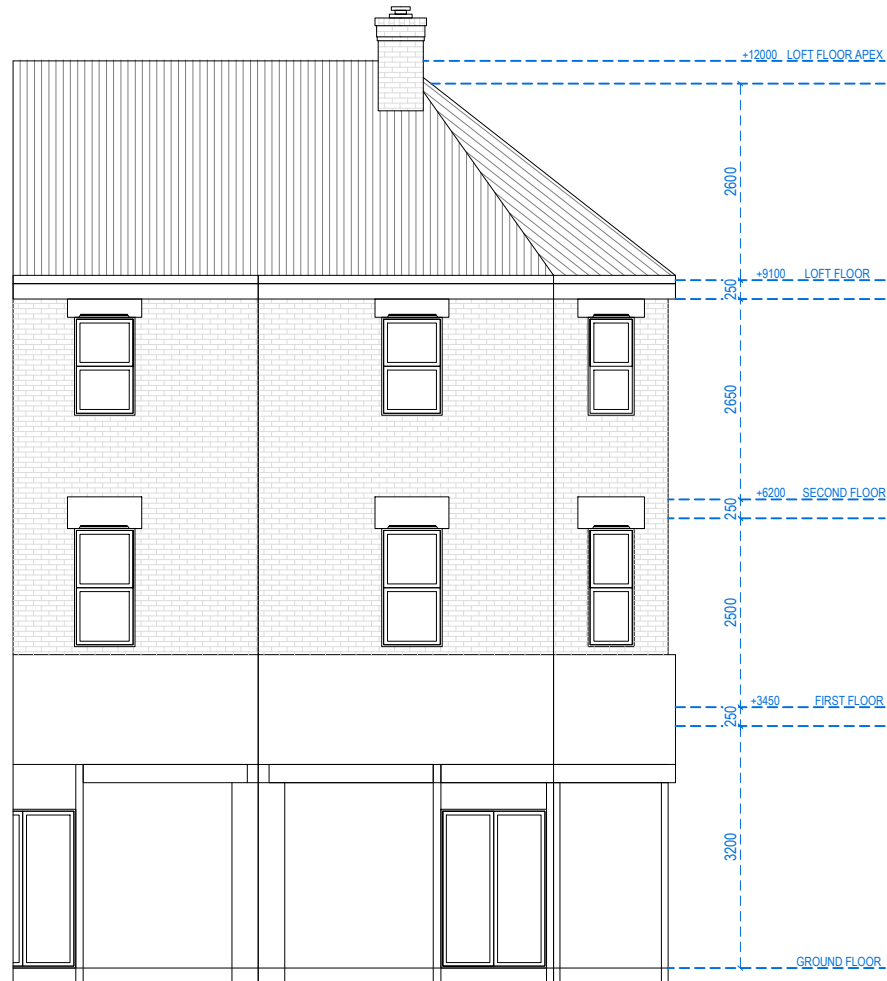 +12000 LOFT FLOOR APEX
2600
+9100 LOFT FLOOR
250
2650
+6200 SECOND FLOOR
250
2500
+3450 FIRST FLOOR
250
3200
GROUND FLOOR